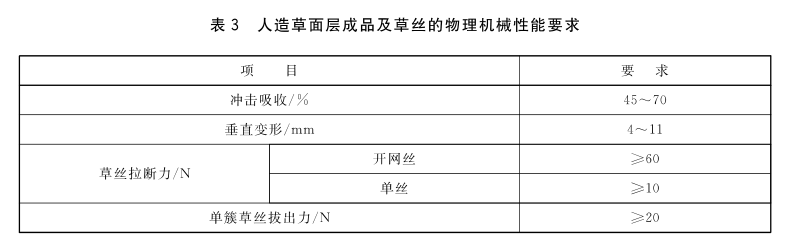 表 3 人造草面层成品及草丝的物理机械性能要求
项 目 要 求
冲击吸收/% 45～70
垂直变形/mm 4～11
草丝拉断力/N 开网丝 ≥60
单丝 ≥10
单簇草丝拔出力/N ≥20